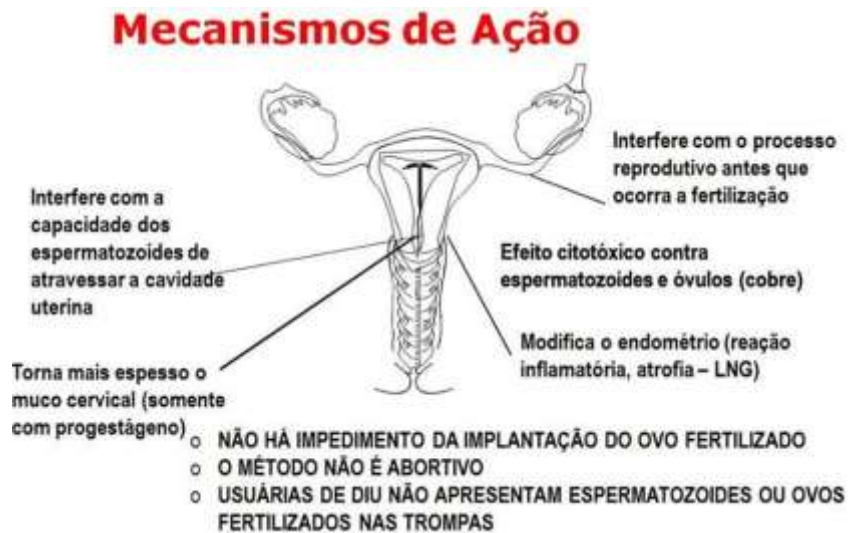 Mecanismos de Ação
Interfere com o processo
reprodutivo antes que
ocorra a fertilização
Interfere com a
capacidade dos
espermatozoides de
atravessar a cavidade
uterina
Efeito citotóxico contra
espermatozoides e óvulos (cobre)
Modifica o endométrio (reação
inflamatória, atrofia – LNG)
Torna mais espesso o
muco cervical (somente
com progestágeno)
o NÃO HÁ IMPEDIMENTO DA IMPLANTAÇÃO DO OVO FERTILIZADO
o O MÉTODO NÃO É ABORTIVO
o USUÁRIAS DE DIU NÃO APRESENTAM ESPERMATOZOIDES OU OVOS
FERTILIZADOS NAS TROMPAS